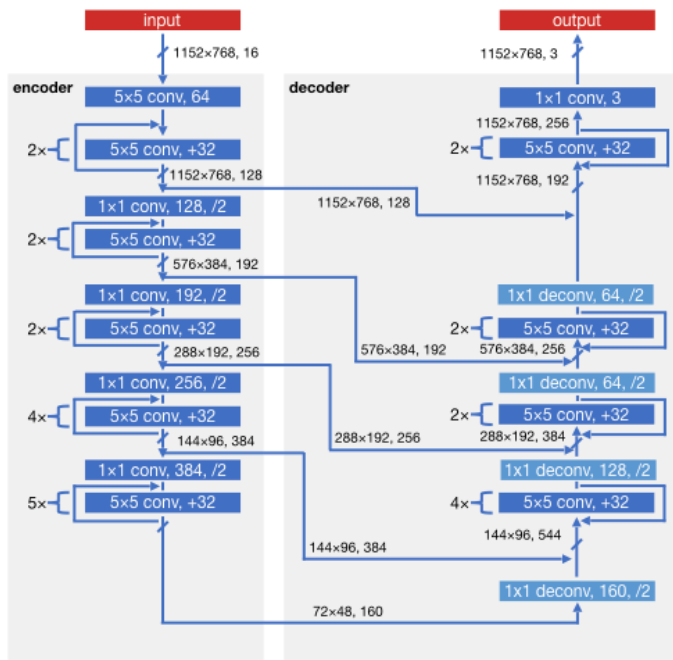 input
1152×768, 16
encoder
5×5 conv, 64
2×
5×5 conv, +32
1152×768, 128
1×1 conv, 128, /2
2×
5×5 conv, +32
576×384, 192
1×1 conv, 192, /2
2×
5×5 conv, +32
288×192, 256
1×1 conv, 256, /2
4×
5×5 conv, +32
144×96, 384
1×1 conv, 384, /2
5×
5×5 conv, +32
72×48, 160
output
1152×768, 3
decoder
1×1 conv, 3
1152×768, 256
2×
5×5 conv, +32
1152×768, 192
1152×768, 128
1×1 deconv, 64, /2
2×
5×5 conv, +32
576×384, 192
576×384, 256
1×1 deconv, 64, /2
2×
5×5 conv, +32
288×192, 256
288×192, 384
1×1 deconv, 128, /2
4×
5×5 conv, +32
144×96, 544
144×96, 384
1×1 deconv, 160, /2